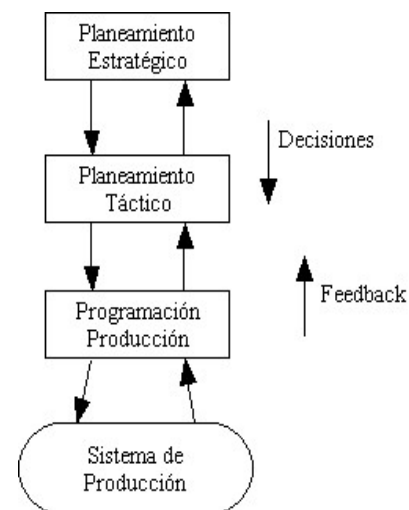 Planeamiento
Estratégico
Decisiones
Planeamiento
Táctico
Feedback
Programación
Producción
Sistema de
Producción